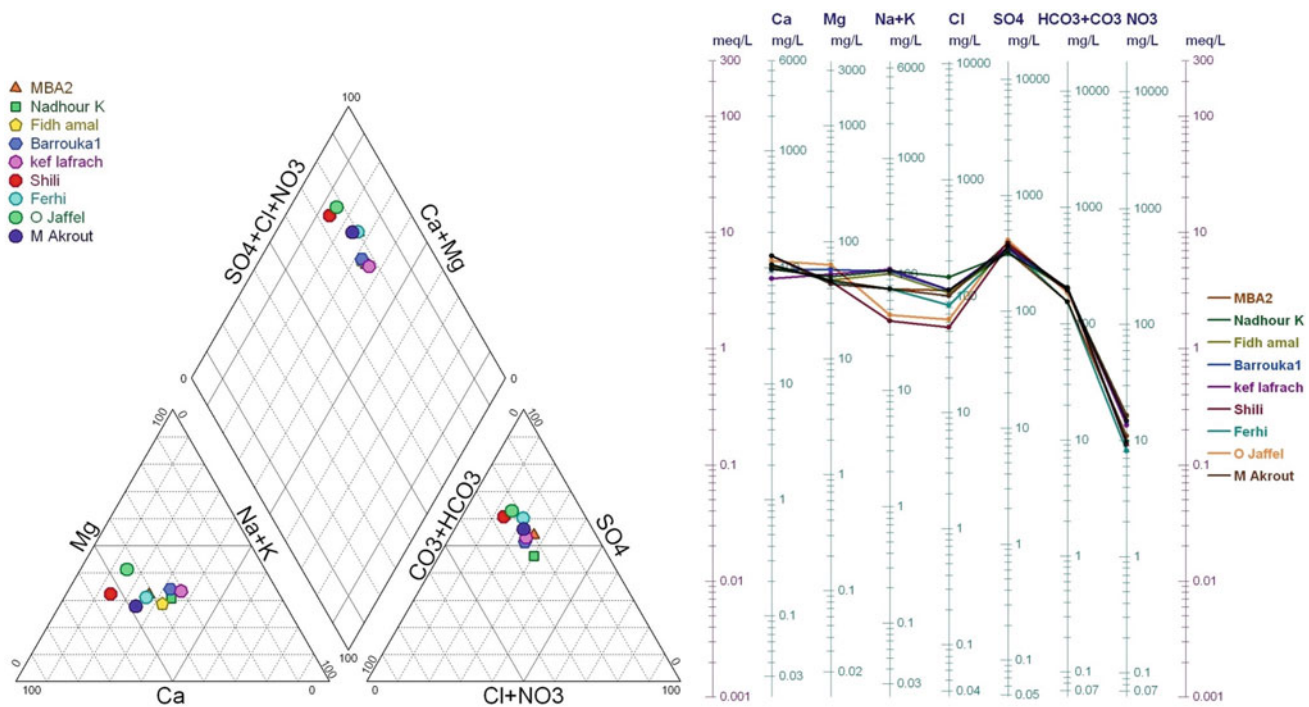 MBA2
Nadhour K
Fidh amal
Barrouka1
kef lafrach
Shili
Ferhi
O Jaffel
M Akrout
100
SO4+Cl+NO3
Ca+Mg
0
0
100
100
0
Mg
Na+K
0
100
100
Ca
0
100
0
CO3+HCO3
SO4
100
0
0
Cl+NO3
100
Ca Mg Na+K Cl SO4 HCO3+CO3 NO3
meq/L mg/L mg/L mg/L mg/L mg/L mg/L mg/L meq/L
300
100
10
1
0.1
0.01
0.001
6000
1000
10
1
0.1
0.03
3000
1000
100
10
1
0.1
0.02
6000
1000
100
10
1
0.1
0.03
10000
1000
100
10
1
0.1
0.04
10000
1000
100
10
1
0.1
0.05
10000
1000
100
10
1
0.1
0.07
10000
1000
100
10
1
0.1
0.07
300
100
10
1
0.1
0.01
0.001
MBA2
Nadhour K
Fidh amal
Barrouka1
kef lafrach
Shili
Ferhi
O Jaffel
M Akrout